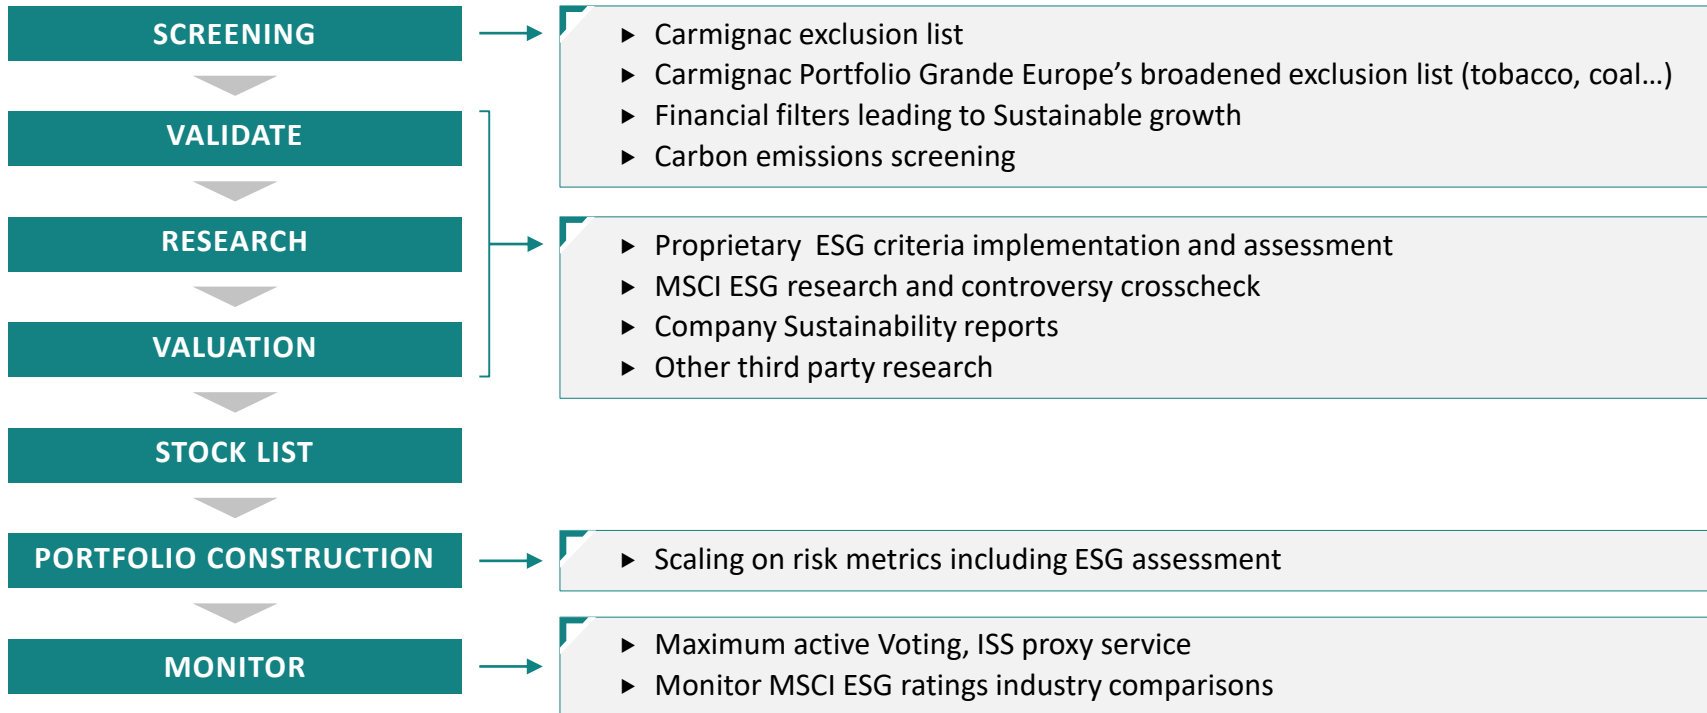 SCREENING
► Carmignac exclusion list
► Carmignac Portfolio Grande Europe's broadened exclusion list (tobacco, coal…)
► Financial filters leading to Sustainable growth
► Carbon emissions screening
VALIDATE
RESEARCH
VALUATION
► Proprietary ESG criteria implementation and assessment
► MSCI ESG research and controversy crosscheck
► Company Sustainability reports
► Other third party research
STOCK LIST
PORTFOLIO CONSTRUCTION
► Scaling on risk metrics including ESG assessment
MONITOR
► Maximum active Voting, ISS proxy service
► Monitor MSCI ESG ratings industry comparisons